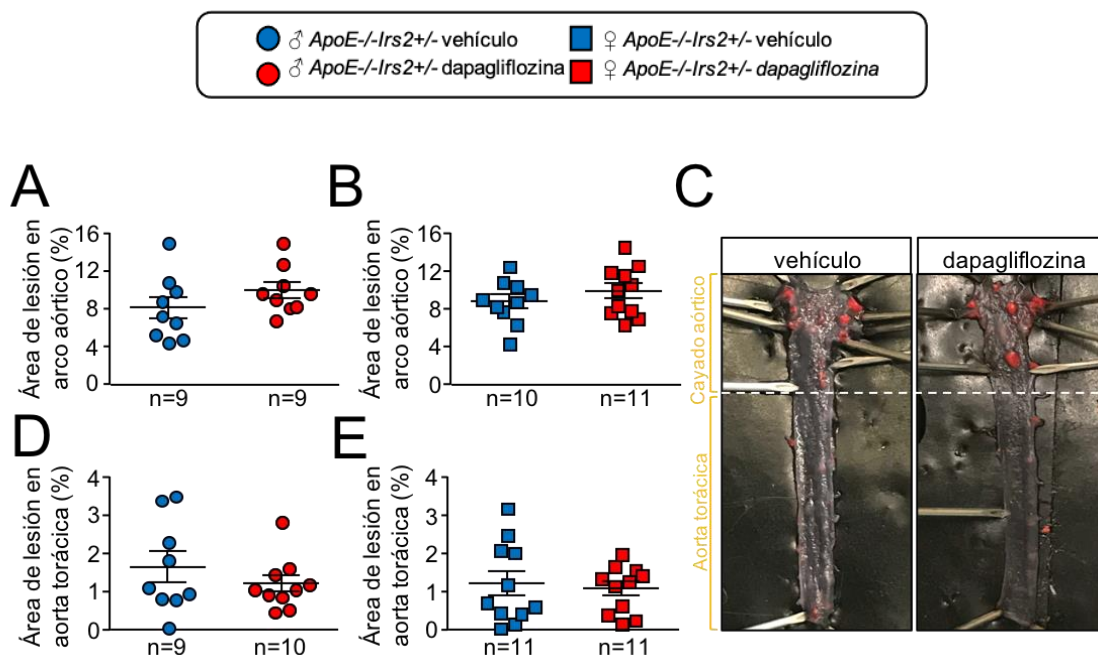 ♂ ApoE-/-Irs2+/- vehículo
♀ ApoE-/-Irs2+/- vehículo
♂ ApoE-/-Irs2+/- dapagliflozina
♀ ApoE-/-Irs2+/- dapagliflozina
A
Área de lesión en
arco aórtico (%)
16
12
8
4
0
n=9
n=9
B
Área de lesión en
arco aórtico (%)
16
12
8
4
0
n=10
n=11
C
vehículo
dapagliflozina
Cayado aórtico
Aorta torácica
D
Área de lesión en
aorta torácica (%)
4
3
2
1
0
n=9
n=10
E
Área de lesión en
aorta torácica (%)
4
3
2
1
0
n=11
n=11